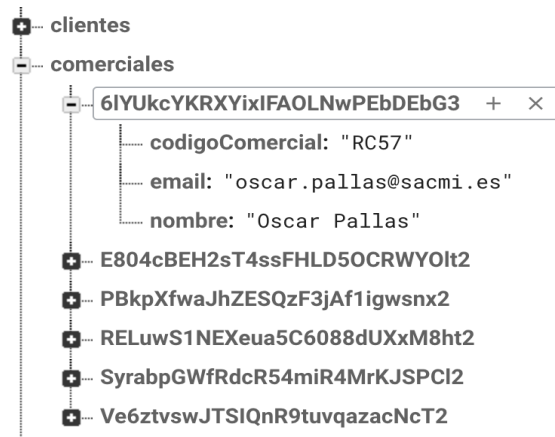 clientes
comerciales
6lYUkcYKRXYixIFAOLNwPEbDEbG3
codigoComercial: "RC57"
email: "oscar.pallas@sacmi.es"
nombre: "Oscar Pallas"
E804cBEH2sT4ssFHLD5OCRWYOlt2
PBkpXfwaJhZESQzF3jAf1igwsnx2
RELuwS1NEXeua5C6088dUXxM8ht2
SyrabpGWfRdcR54miR4MrKJSPCl2
Ve6ztvswJTSIQnR9tuvqazacNcT2